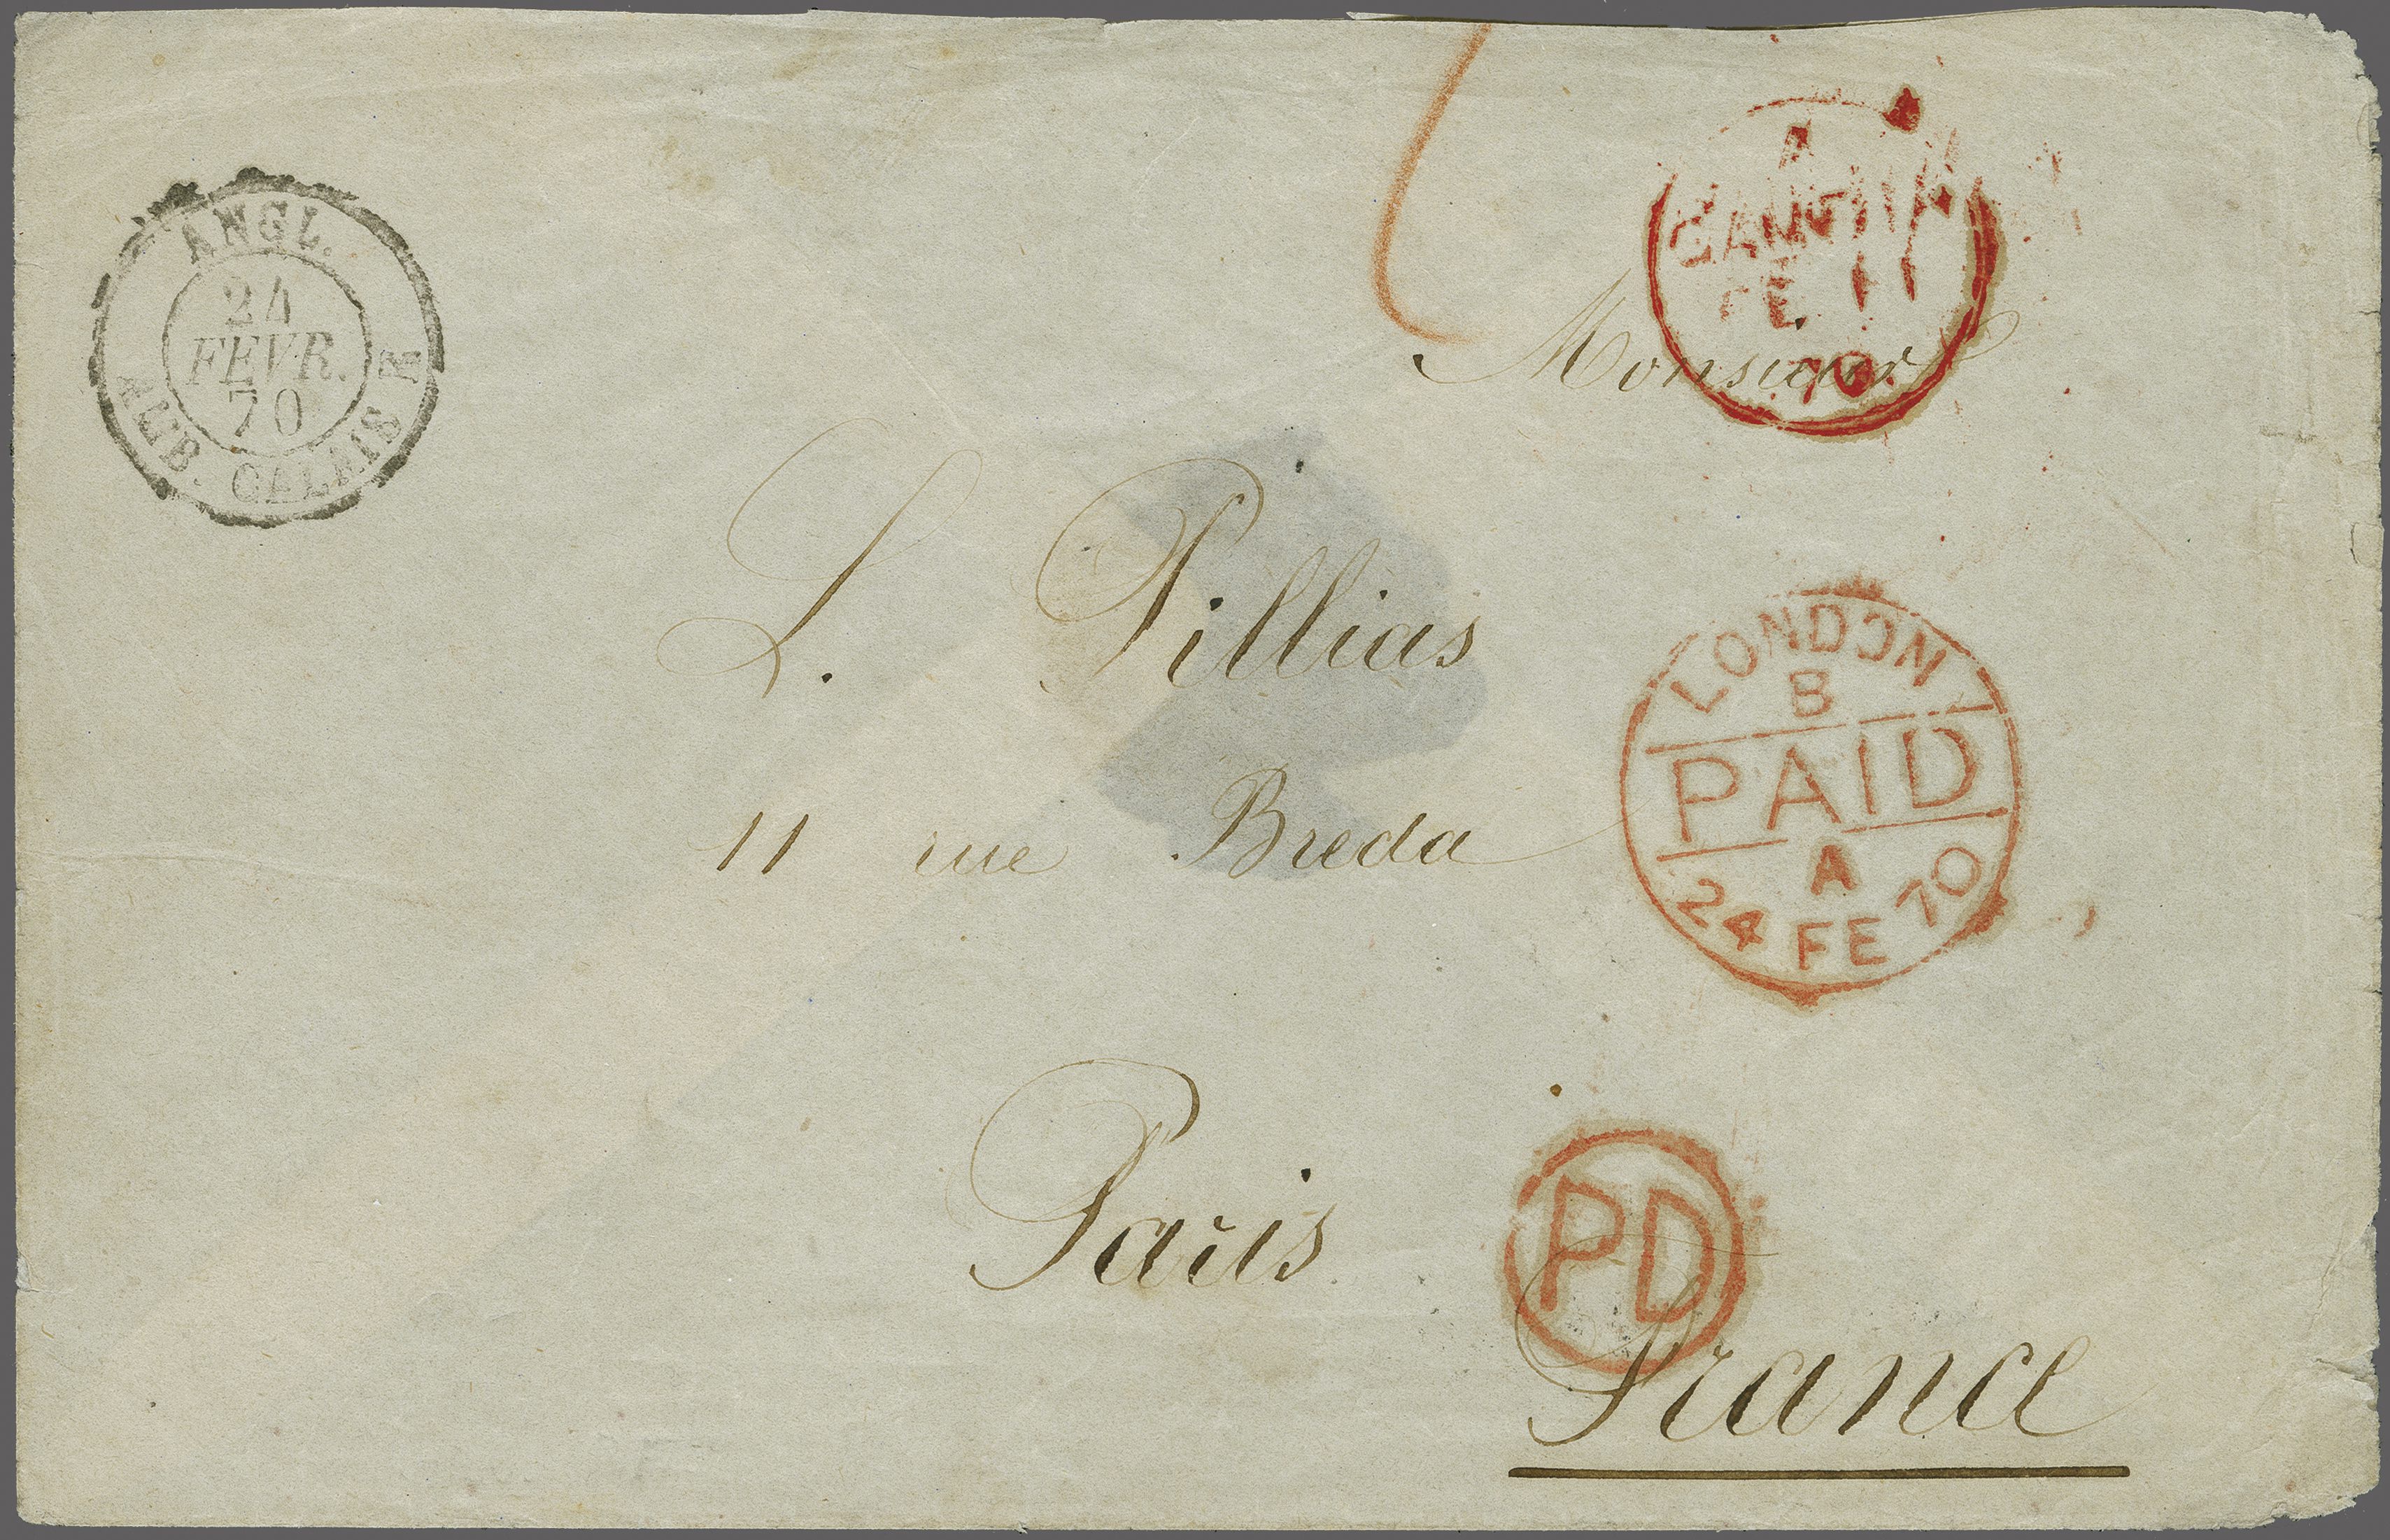 ANGL.
24
FEVR.
70
AMB. CALAIS
A
GAMBIA
FE 11
70
Monsieur
L. Pillias
11 rue Breda
Paris
France
LONDON
B
PAID
A
24 FE 70
PD